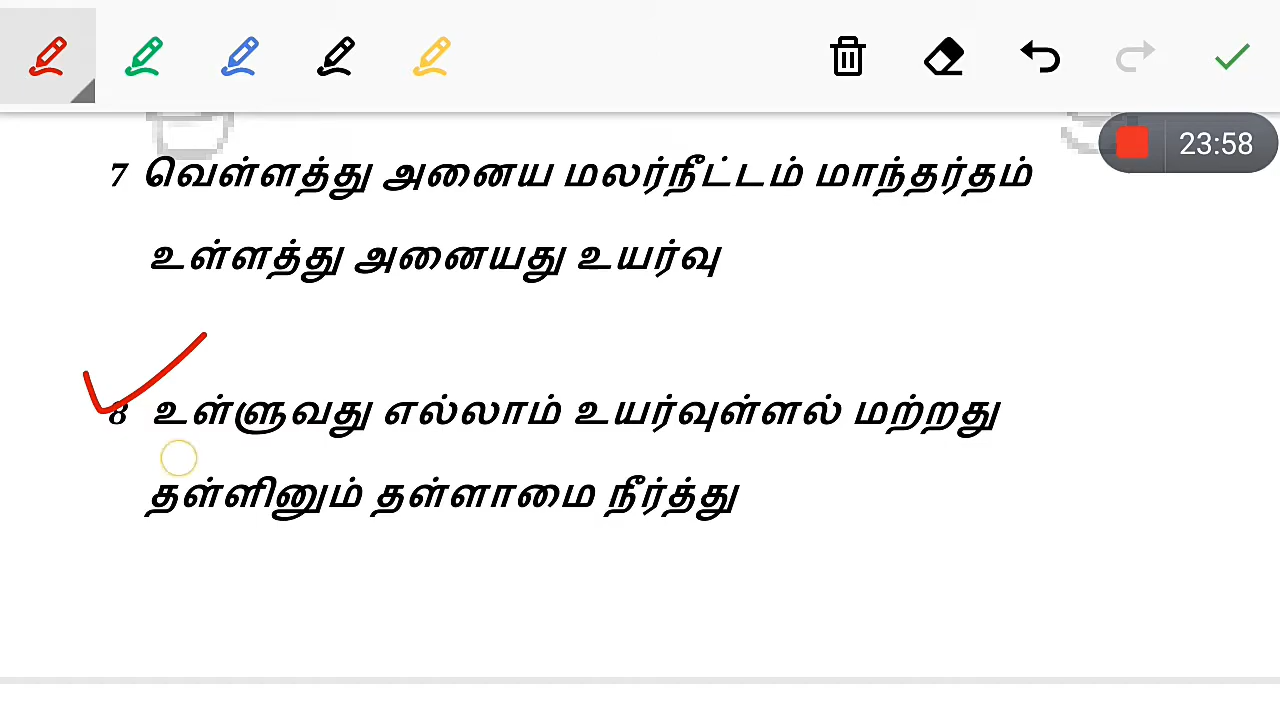 23:58
7 வெள்ளத்து அனைய மலர்நீட்டம் மாந்தர்தம்
உள்ளத்து அனையது உயர்வு
8 உள்ளுவது எல்லாம் உயர்வுள்ளல் மற்றது
தள்ளினும் தள்ளாமை நீர்த்து